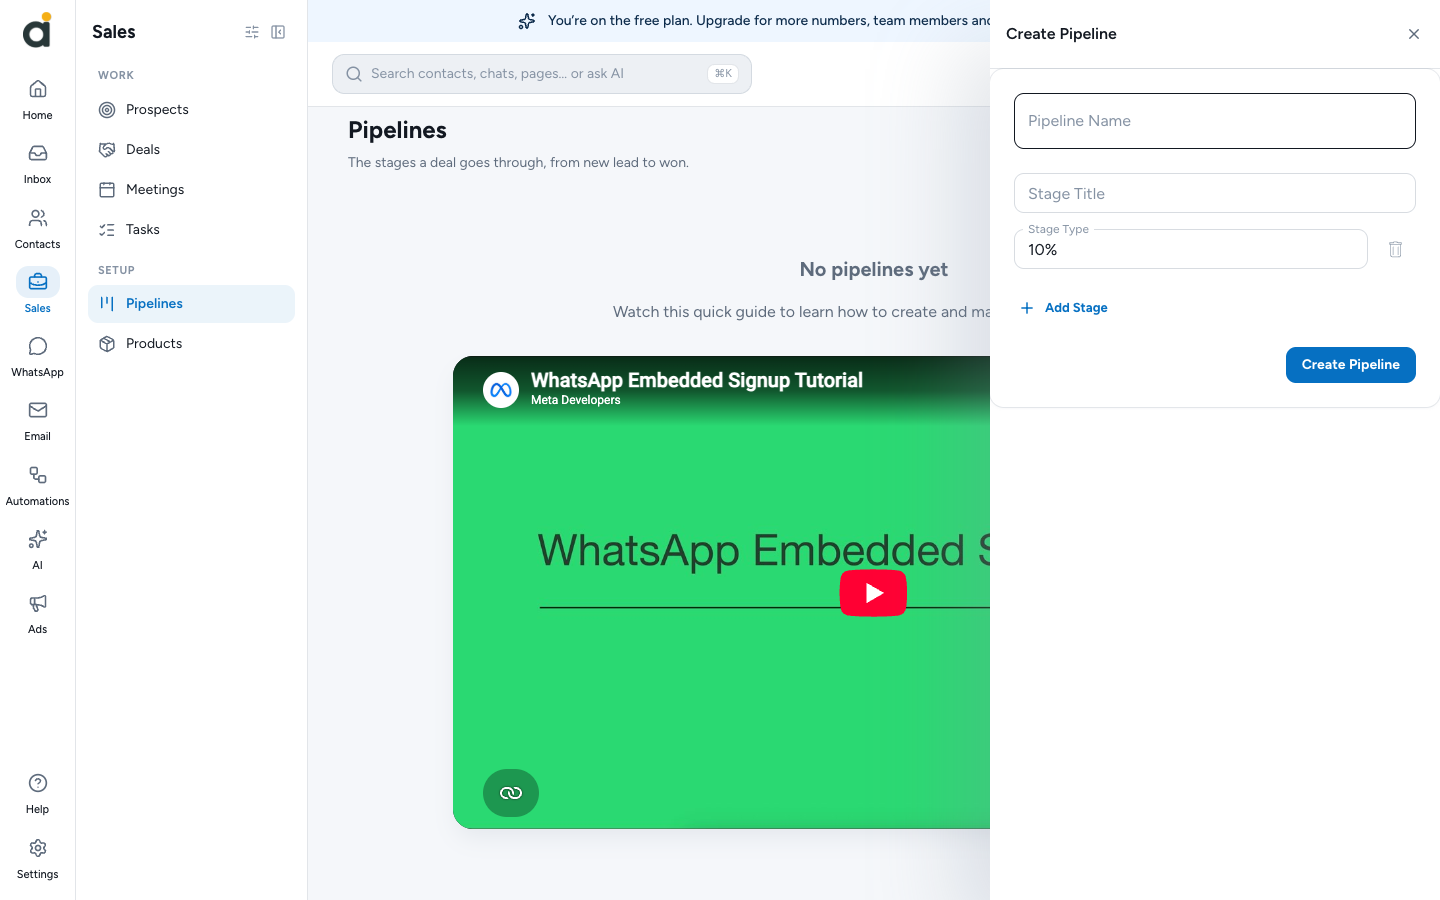 Home
Inbox
Contacts
Sales
WhatsApp
Email
Automations
AI
Ads
Help
Settings
Sales
WORK
Prospects
Deals
Meetings
Tasks
SETUP
Pipelines
Products
You're on the free plan. Upgrade for more numbers, team members and
Search contacts, chats, pages... or ask AI
⌘K
Pipelines
The stages a deal goes through, from new lead to won.
No pipelines yet
Watch this quick guide to learn how to create and
WhatsApp Embedded Signup Tutorial
Meta Developers
WhatsApp Embedded
Create Pipeline
Pipeline Name
Stage Title
Stage Type
10%
Add Stage
Create Pipeline